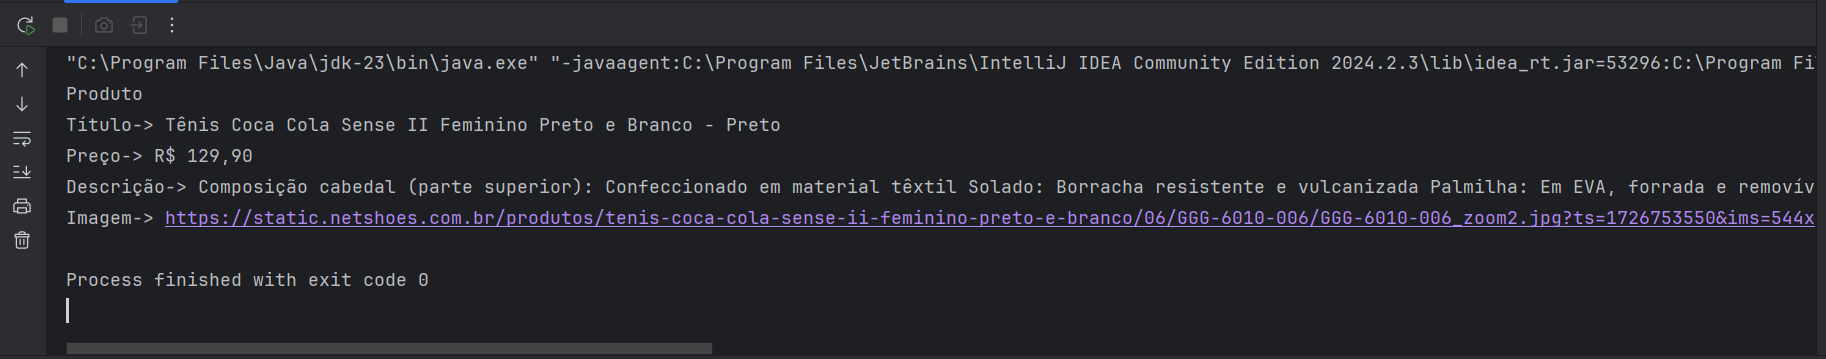 "C:\Program Files\Java\jdk-23\bin\java.exe" "-javaagent:C:\Program Files\JetBrains\IntelliJ IDEA Community Edition 2024.2.3\lib\idea_rt.jar=53296:C:\Program Fi
Produto
Título-> Tênis Coca Cola Sense II Feminino Preto e Branco - Preto
Preço-> R$ 129,90
Descrição-> Composição cabedal (parte superior): Confeccionado em material têxtil Solado: Borracha resistente e vulcanizada Palmilha: Em EVA, forrada e removív
Imagem-> https://static.netshoes.com.br/produtos/tenis-coca-cola-sense-ii-feminino-preto-e-branco/06/GGG-6010-006/GGG-6010-006_zoom2.jpg?ts=1726753550&ims=544x
Process finished with exit code 0